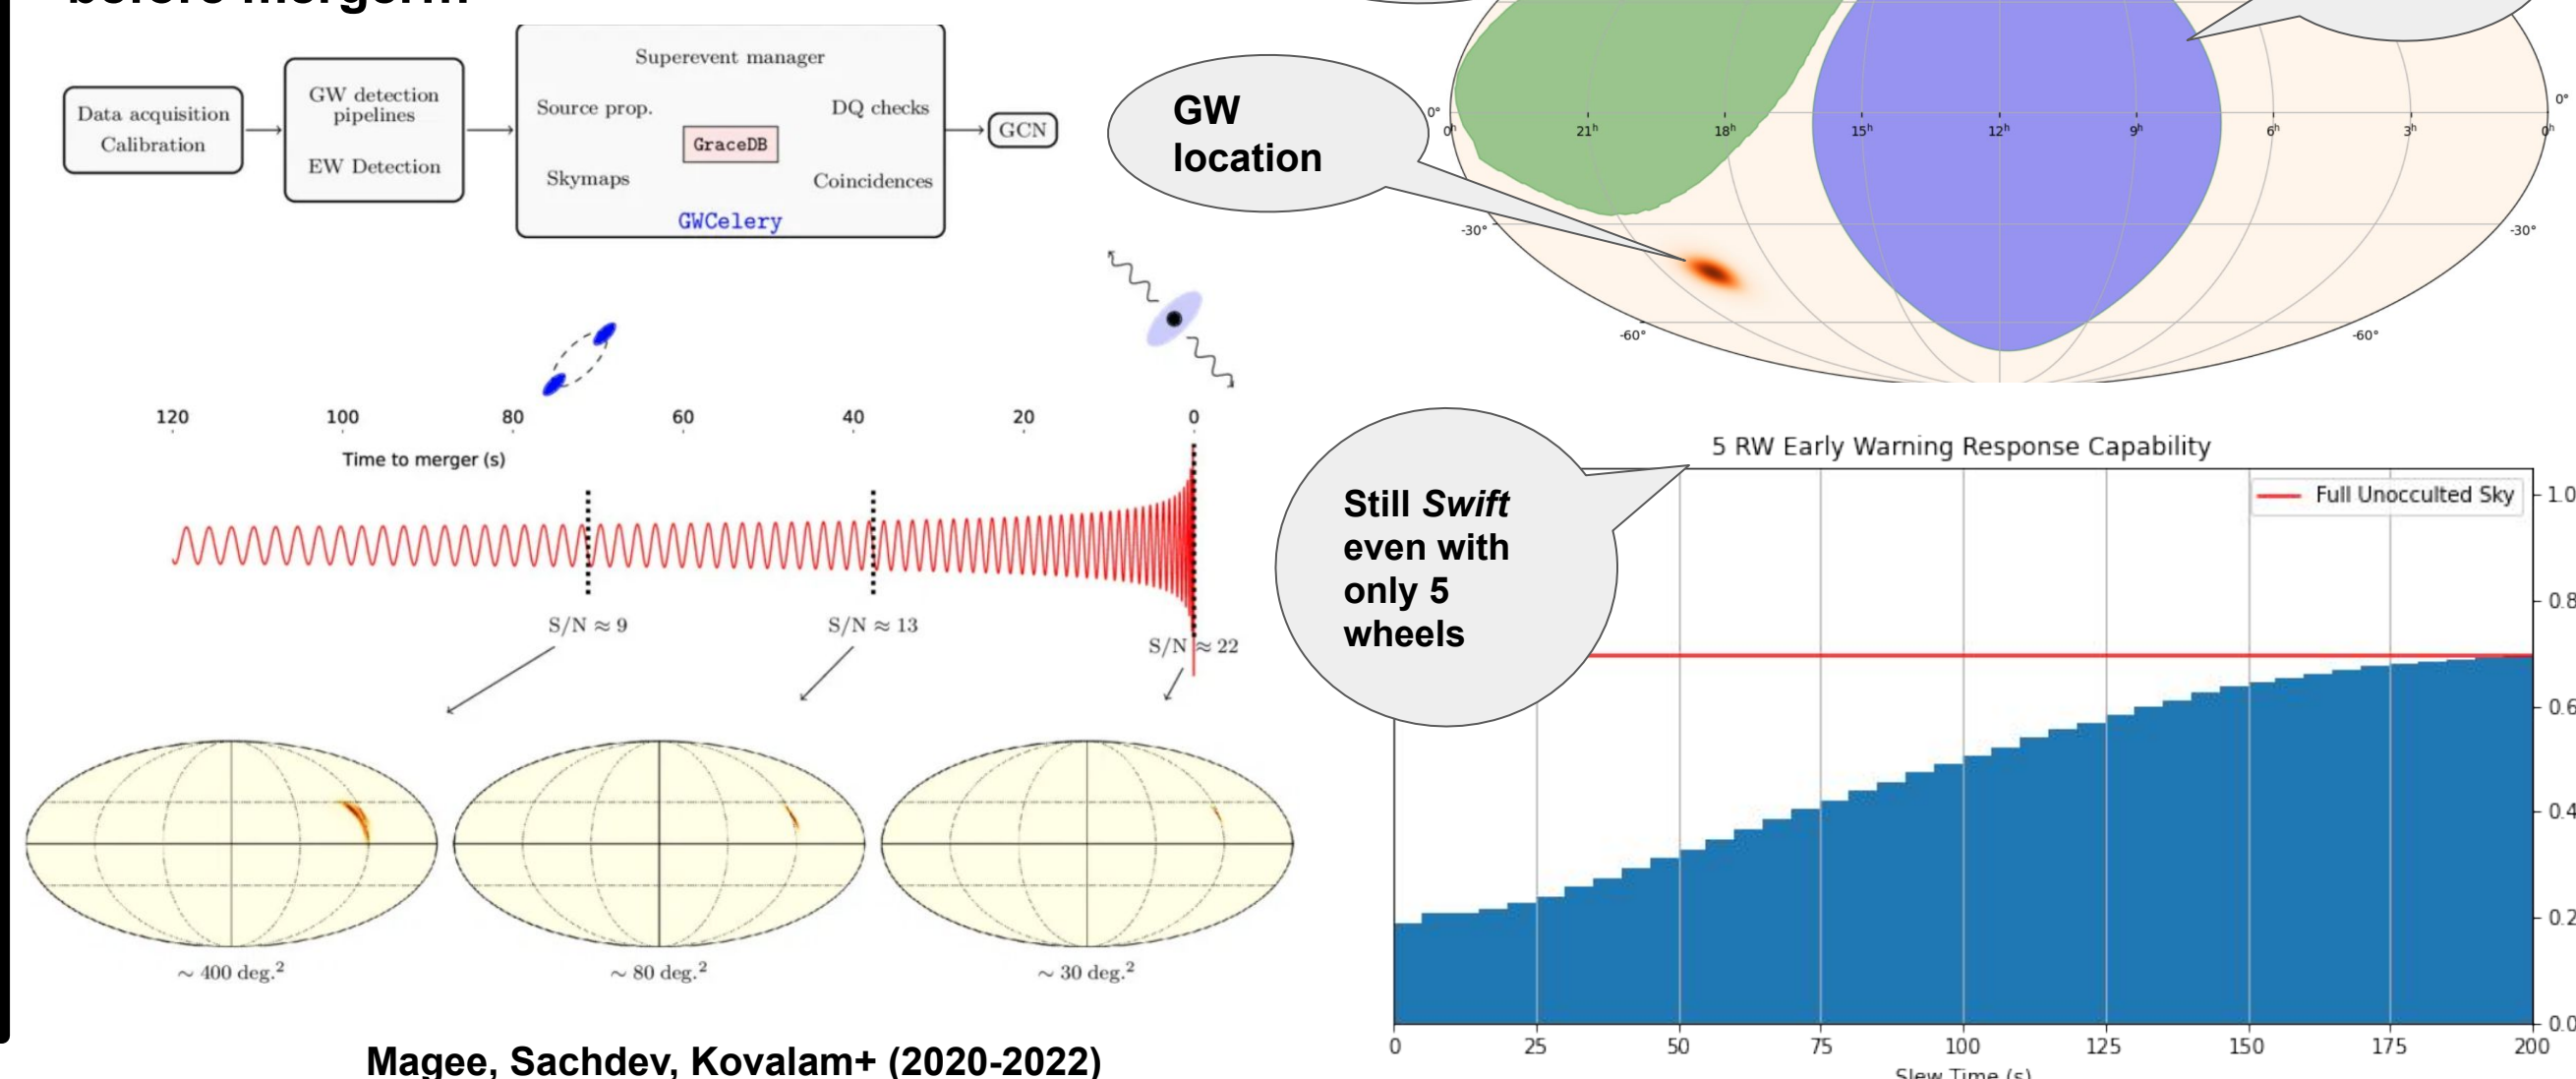 before merger...
Superevent manager
Data acquisition
Calibration
GW detection
pipelines
EW Detection
Source prop.
DQ checks
GraceDB
Skymaps
Coincidences
GWCelery
GCN
GW
location
0°
0h
21h
18h
15h
12h
9h
6h
3h
0h
0°
-30°
-30°
-60°
-60°
120
100
80
60
40
20
0
Time to merger (s)
S/N ≈ 9
S/N ≈ 13
S/N ≈ 22
~ 400 deg.²
~ 80 deg.²
~ 30 deg.²
Magee, Sachdev, Kovalam+ (2020-2022)
Still Swift
even with
only 5
wheels
5 RW Early Warning Response Capability
Full Unocculted Sky
1.0
0.8
0.6
0.4
0.2
0.0
0
25
50
75
100
125
150
175
200
Slew Time (s)